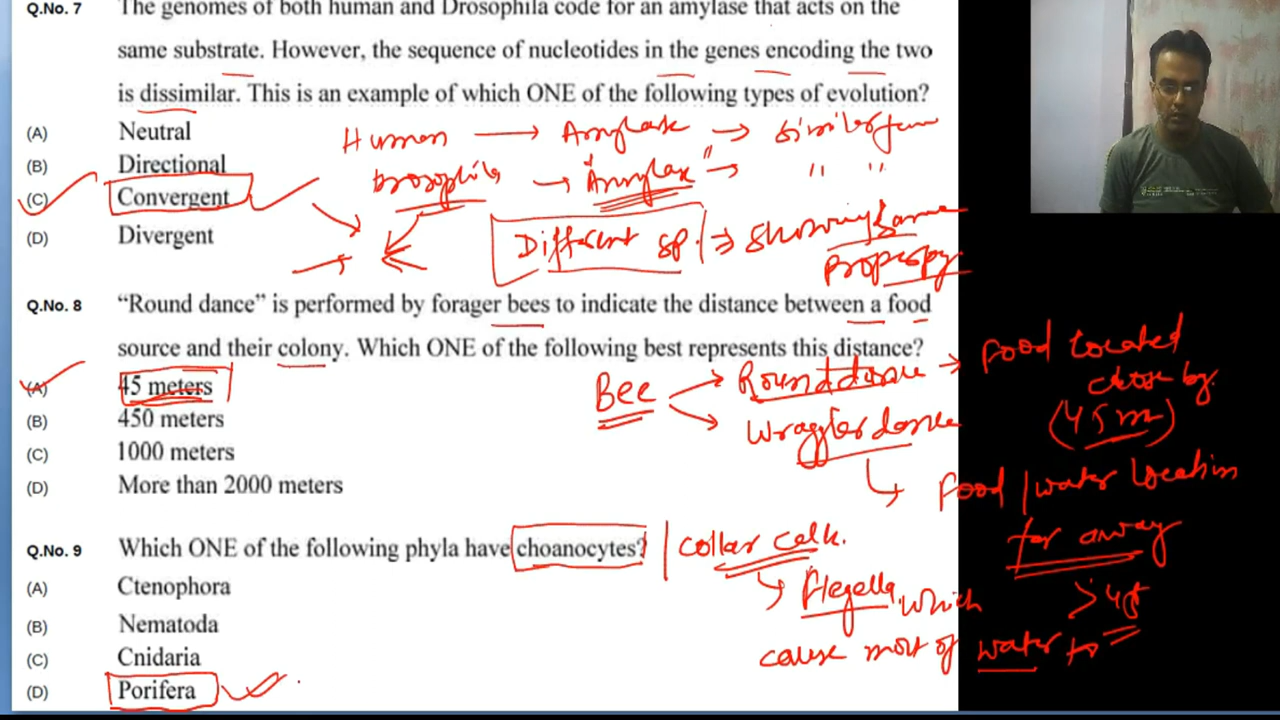 Q.No. 7 The genomes of both human and Drosophila code for an amylase that acts on the
same substrate. However, the sequence of nucleotides in the genes encoding the two
is dissimilar. This is an example of which ONE of the following types of evolution?
(A) Neutral
(B) Directional
(C) Convergent
(D) Divergent
Human → Amylase →
→ Amylase → " "
Different sp. ⇒ Showing Same
Q.No. 8 “Round dance” is performed by forager bees to indicate the distance between a food
source and their colony. Which ONE of the following best represents this distance?
(A) 45 meters
(B) 450 meters
(C) 1000 meters
(D) More than 2000 meters
Bee
Round dance → Food Located
close by.
(45 m)
dance
Food / water Location
far away
>45
Q.No. 9 Which ONE of the following phyla have choanocytes?
(A) Ctenophora
(B) Nematoda
(C) Cnidaria
(D) Porifera
Collar cells.
Flagella, which
cause most of water to